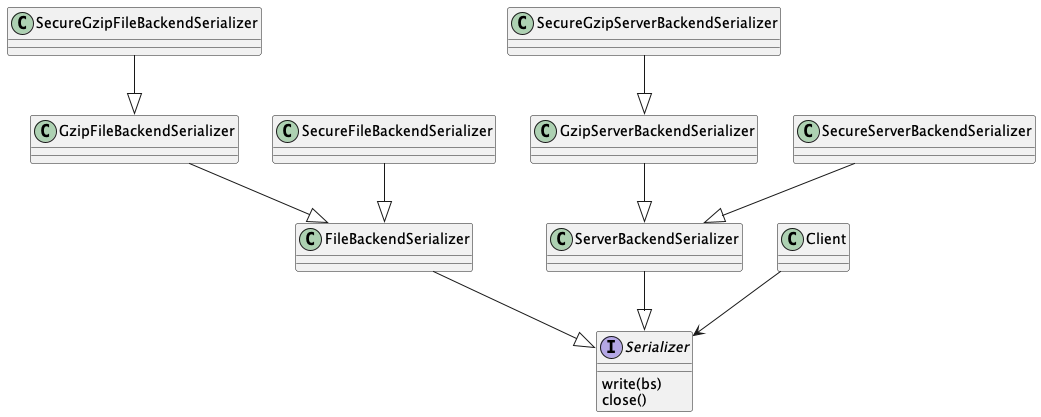 C SecureGzipFileBackendSerializer
C SecureGzipServerBackendSerializer
C GzipFileBackendSerializer
C SecureFileBackendSerializer
C GzipServerBackendSerializer
C SecureServerBackendSerializer
C FileBackendSerializer
C ServerBackendSerializer
C Client
I Serializer
write(bs)
close()